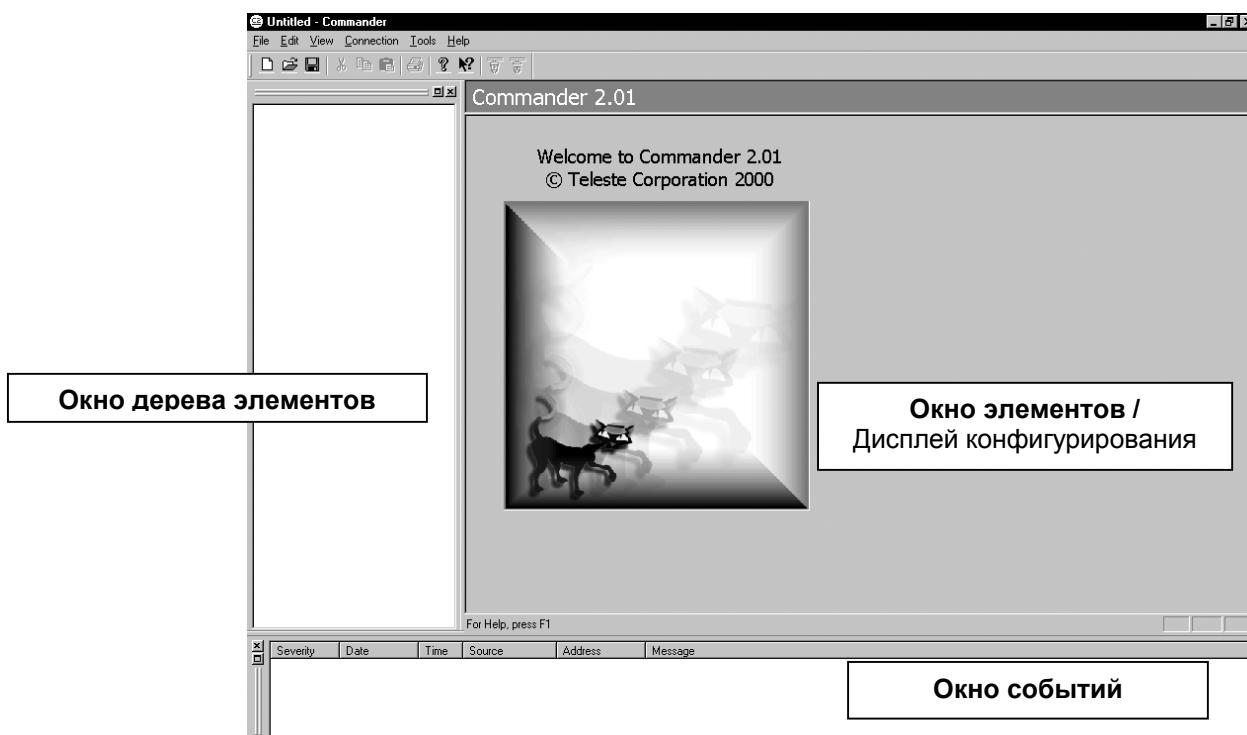 Untitled - Commander
File Edit View Connection Tools Help
Commander 2.01
Welcome to Commander 2.01
© Teleste Corporation 2000
Окно дерева элементов
Окно элементов /
Дисплей конфигурирования
For Help, press F1
Severity Date Time Source Address Message
Окно событий